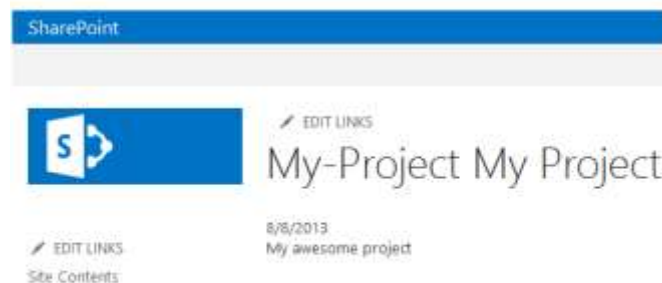 SharePoint
EDIT LINKS
My-Project My Project
8/8/2013
My awesome project
EDIT LINKS
Site Contents